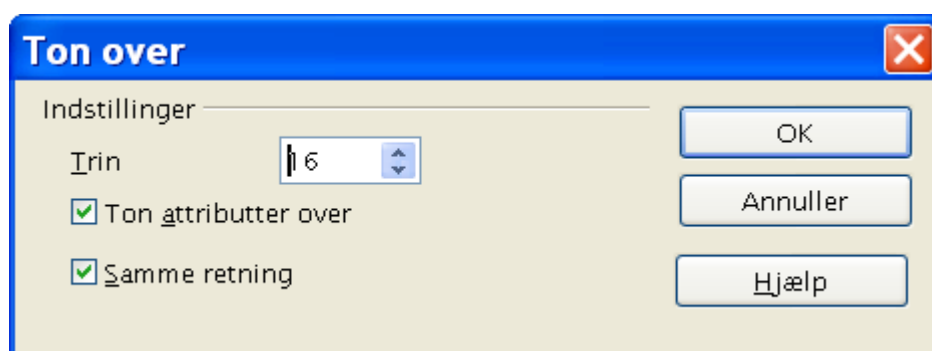 Ton over
Indstillinger
Trin 16
Ton attributter over
Samme retning
OK
Annuller
Hjælp